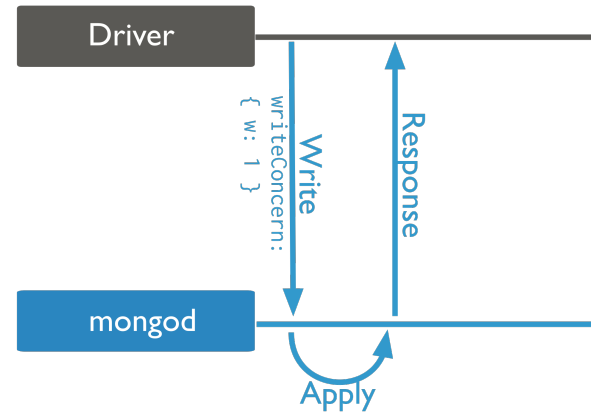 Driver
Write
writeConcern:
{ w: 1 }
Response
mongod
Apply